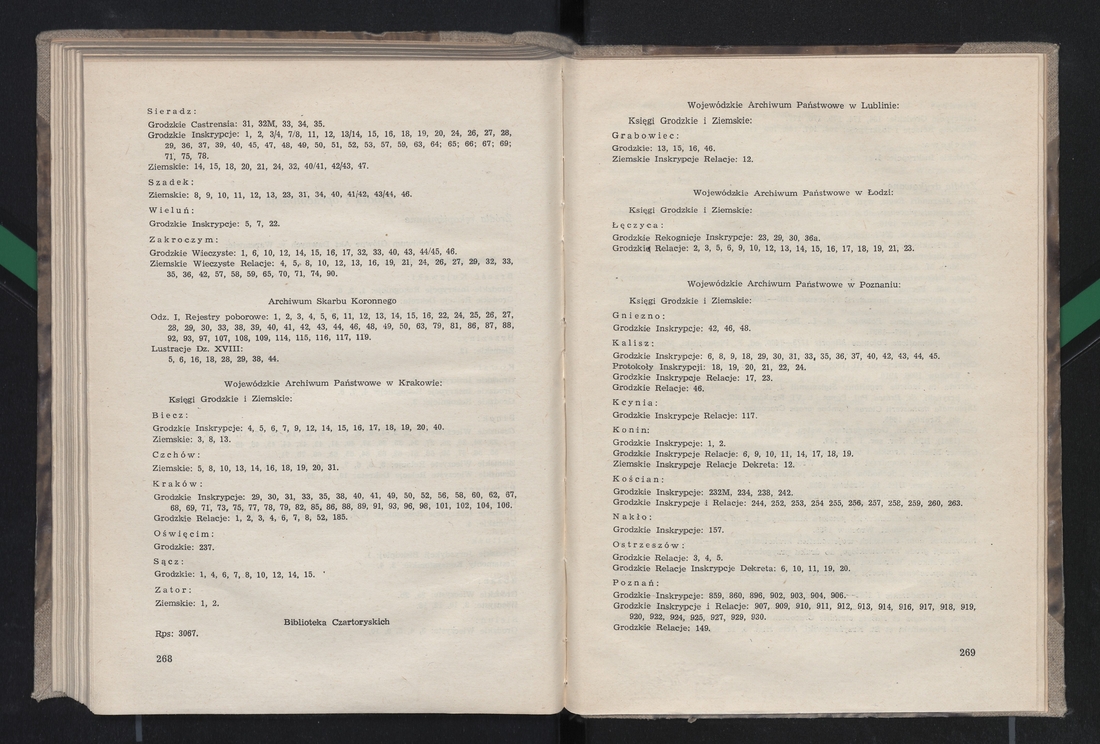 Sieradz:
Grodzkie Castrensia: 31, 32M, 33, 34, 35.
Grodzkie Inskrypcje: 1, 2, 3/4, 7/8, 11, 12, 13/14, 15, 16, 18, 19, 20, 24, 26, 27, 28,
29, 36, 37, 39, 40, 45, 47, 48, 49, 50, 51, 52, 53, 57, 59, 63, 64; 65; 66; 67; 69;
71, 75, 78.
Ziemskie: 14, 15, 18, 20, 21, 24, 32, 40/41, 42/43, 47.
Szadek:
Ziemskie: 8, 9, 10, 11, 12, 13, 23, 31, 34, 40, 41/42, 43/44, 46.
Wieluń:
Grodzkie Inskrypcje: 5, 7, 22.
Zakroczym:
Grodzkie Wieczyste: 1, 6, 10, 12, 14, 15, 16, 17, 32, 33, 40, 43, 44/45, 46.
Ziemskie Wieczyste Relacje: 4, 5, 8, 10, 12, 13, 16, 19, 21, 24, 26, 27, 29, 32, 33,
35, 36, 42, 57, 58, 59, 65, 70, 71, 74, 90.
Archiwum Skarbu Koronnego
Odz. I, Rejestry poborowe: 1, 2, 3, 4, 5, 6, 11, 12, 13, 14, 15, 16, 22, 24, 25, 26, 27,
28, 29, 30, 33, 38, 39, 40, 41, 42, 43, 44, 46, 48, 49, 50, 63, 79, 81, 86, 87, 88,
92, 93, 97, 107, 108, 109, 114, 115, 116, 117, 119.
Lustracje Dz. XVIII:
5, 6, 16, 18, 28, 29, 38, 44.
Wojewódzkie Archiwum Państwowe w Krakowie:
Księgi Grodzkie i Ziemskie:
Biecz:
Grodzkie Inskrypcje: 4, 5, 6, 7, 9, 12, 14, 15, 16, 17, 18, 19, 20, 40.
Ziemskie: 3, 8, 13.
Czchów:
Ziemskie: 5, 8, 10, 13, 14, 16, 18, 19, 20, 31.
Kraków:
Grodzkie Inskrypcje: 29, 30, 31, 33, 35, 38, 40, 41, 49, 50, 52, 56, 58, 60, 62, 67,
68, 69, 71, 73, 75, 77, 78, 79, 82, 85, 86, 88, 89, 91, 93, 96, 98, 101, 102, 104, 106.
Grodzkie Relacje: 1, 2, 3, 4, 6, 7, 8, 52, 185.
Oświęcim:
Grodzkie: 237.
Sącz:
Grodzkie: 1, 4, 6, 7, 8, 10, 12, 14, 15.
Zator:
Ziemskie: 1, 2.
Biblioteka Czartoryskich
Rps: 3067.
268
Wojewódzkie Archiwum Państwowe w Lublinie:
Księgi Grodzkie i Ziemskie:
Grabowiec:
Grodzkie: 13, 15, 16, 46.
Ziemskie Inskrypcje Relacje: 12.
Wojewódzkie Archiwum Państwowe w Łodzi:
Księgi Grodzkie i Ziemskie:
Łęczyca:
Grodzkie Rekognicje Inskrypcje: 23, 29, 30, 36a.
Grodzkie Relacje: 2, 3, 5, 6, 9, 10, 12, 13, 14, 15, 16, 17, 18, 19, 21, 23.
Wojewódzkie Archiwum Państwowe w Poznaniu:
Księgi Grodzkie i Ziemskie:
Gniezno:
Grodzkie Inskrypcje: 42, 46, 48.
Kalisz:
Grodzkie Inskrypcje: 6, 8, 9, 18, 29, 30, 31, 33, 35, 36, 37, 40, 42, 43, 44, 45.
Protokoły Inskrypcji: 18, 19, 20, 21, 22, 24.
Grodzkie Inskrypcje Relacje: 17, 23.
Grodzkie Relacje: 46.
Kcynia:
Grodzkie Inskrypcje Relacje: 117.
Konin:
Grodzkie Inskrypcje: 1, 2.
Grodzkie Inskrypcje Relacje: 6, 9, 10, 11, 14, 17, 18, 19.
Ziemskie Inskrypcje Relacje Dekreta: 12.
Kościan:
Grodzkie Inskrypcje: 232M, 234, 238, 242.
Grodzkie Inskrypcje i Relacje: 244, 252, 253, 254 255, 256, 257, 258, 259, 260, 263.
Nakło:
Grodzkie Inskrypcje: 157.
Ostrzeszów:
Grodzkie Relacje: 3, 4, 5.
Grodzkie Relacje Inskrypcje Dekreta: 6, 10, 11, 19, 20.
Poznań:
Grodzkie Inskrypcje: 859, 860, 896, 902, 903, 904, 906.
Grodzkie Inskrypcje i Relacje: 907, 909, 910, 911, 912, 913, 914, 916, 917, 918, 919,
920, 922, 924, 925, 927, 929, 930.
Grodzkie Relacje: 149.
269